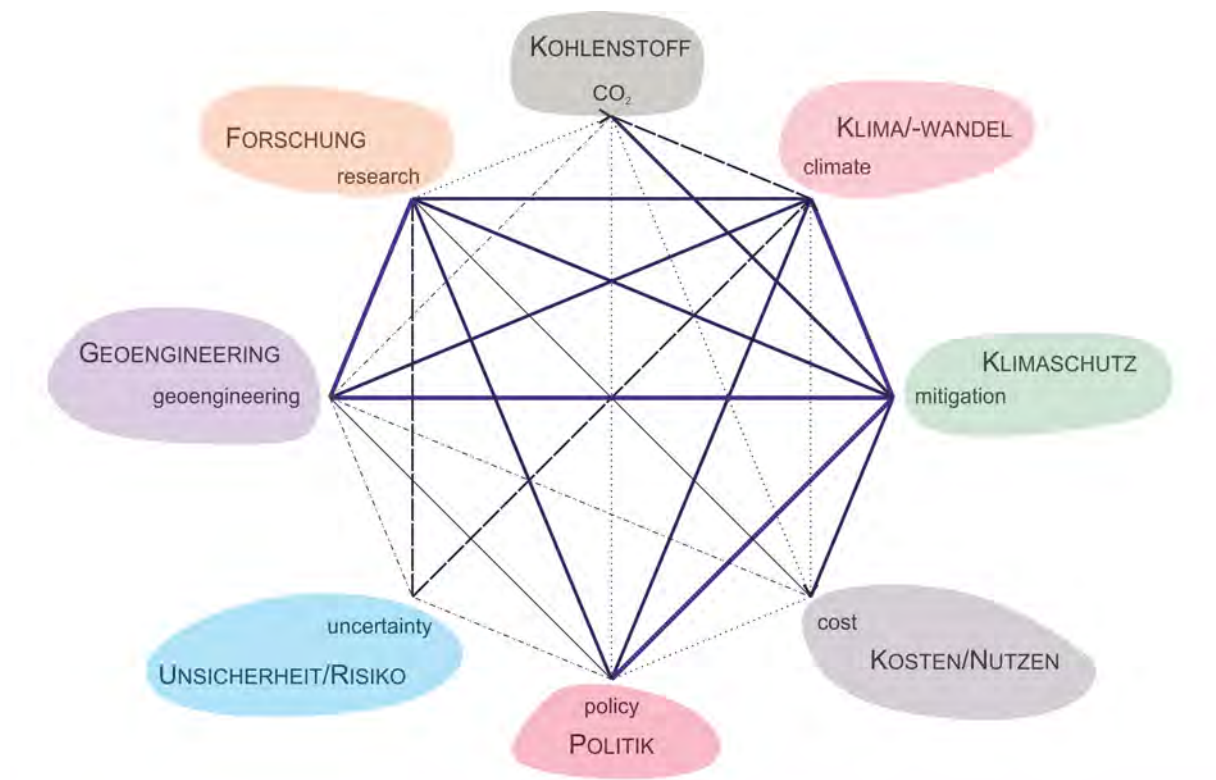 KOHLENSTOFF
CO₂
FORSCHUNG
research
KLIMA/-WANDEL
climate
GEOENGINEERING
geoengineering
KLIMASCHUTZ
mitigation
uncertainty
UNSICHERHEIT/RISIKO
cost
KOSTEN/NUTZEN
policy
POLITIK